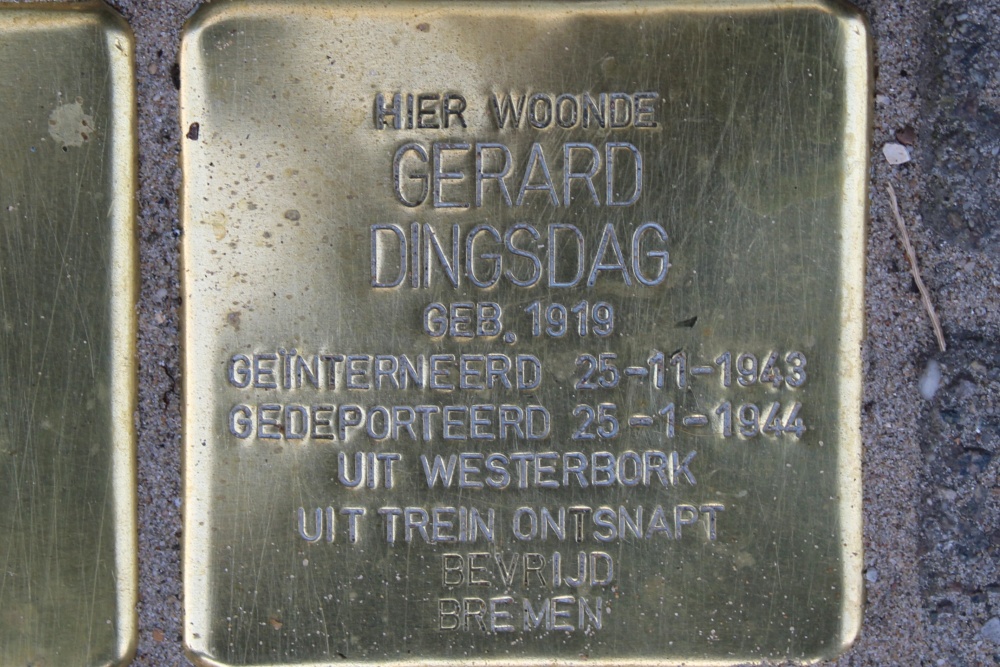 HIER WOONDE
GERARD
DINGSDAG
GEB. 1919
GEÏNTERNEERD 25-11-1943
GEDEPORTEERD 25-1-1944
UIT WESTERBORK
UIT TREIN ONTSNAPT
BEVRIJD
BREMEN